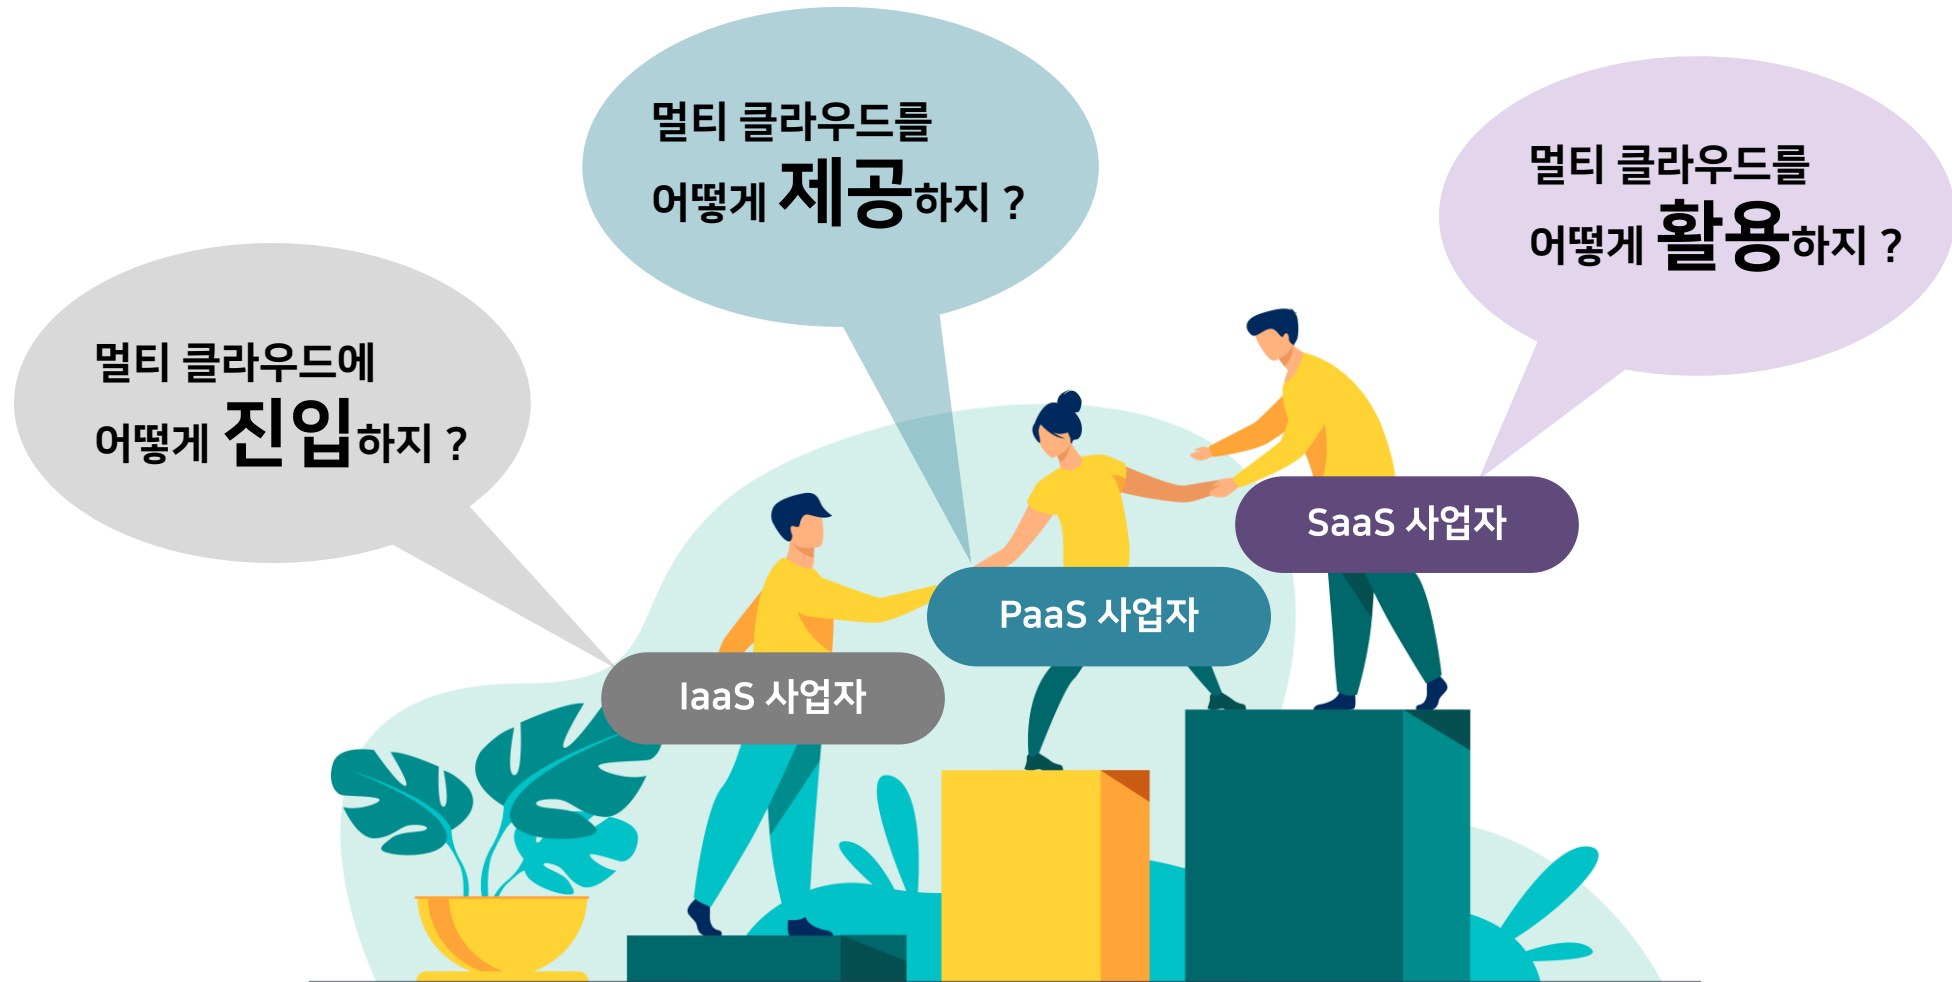 멀티 클라우드에
어떻게 진입하지 ?
멀티 클라우드를
어떻게 제공하지 ?
멀티 클라우드를
어떻게 활용하지 ?
IaaS 사업자
PaaS 사업자
SaaS 사업자